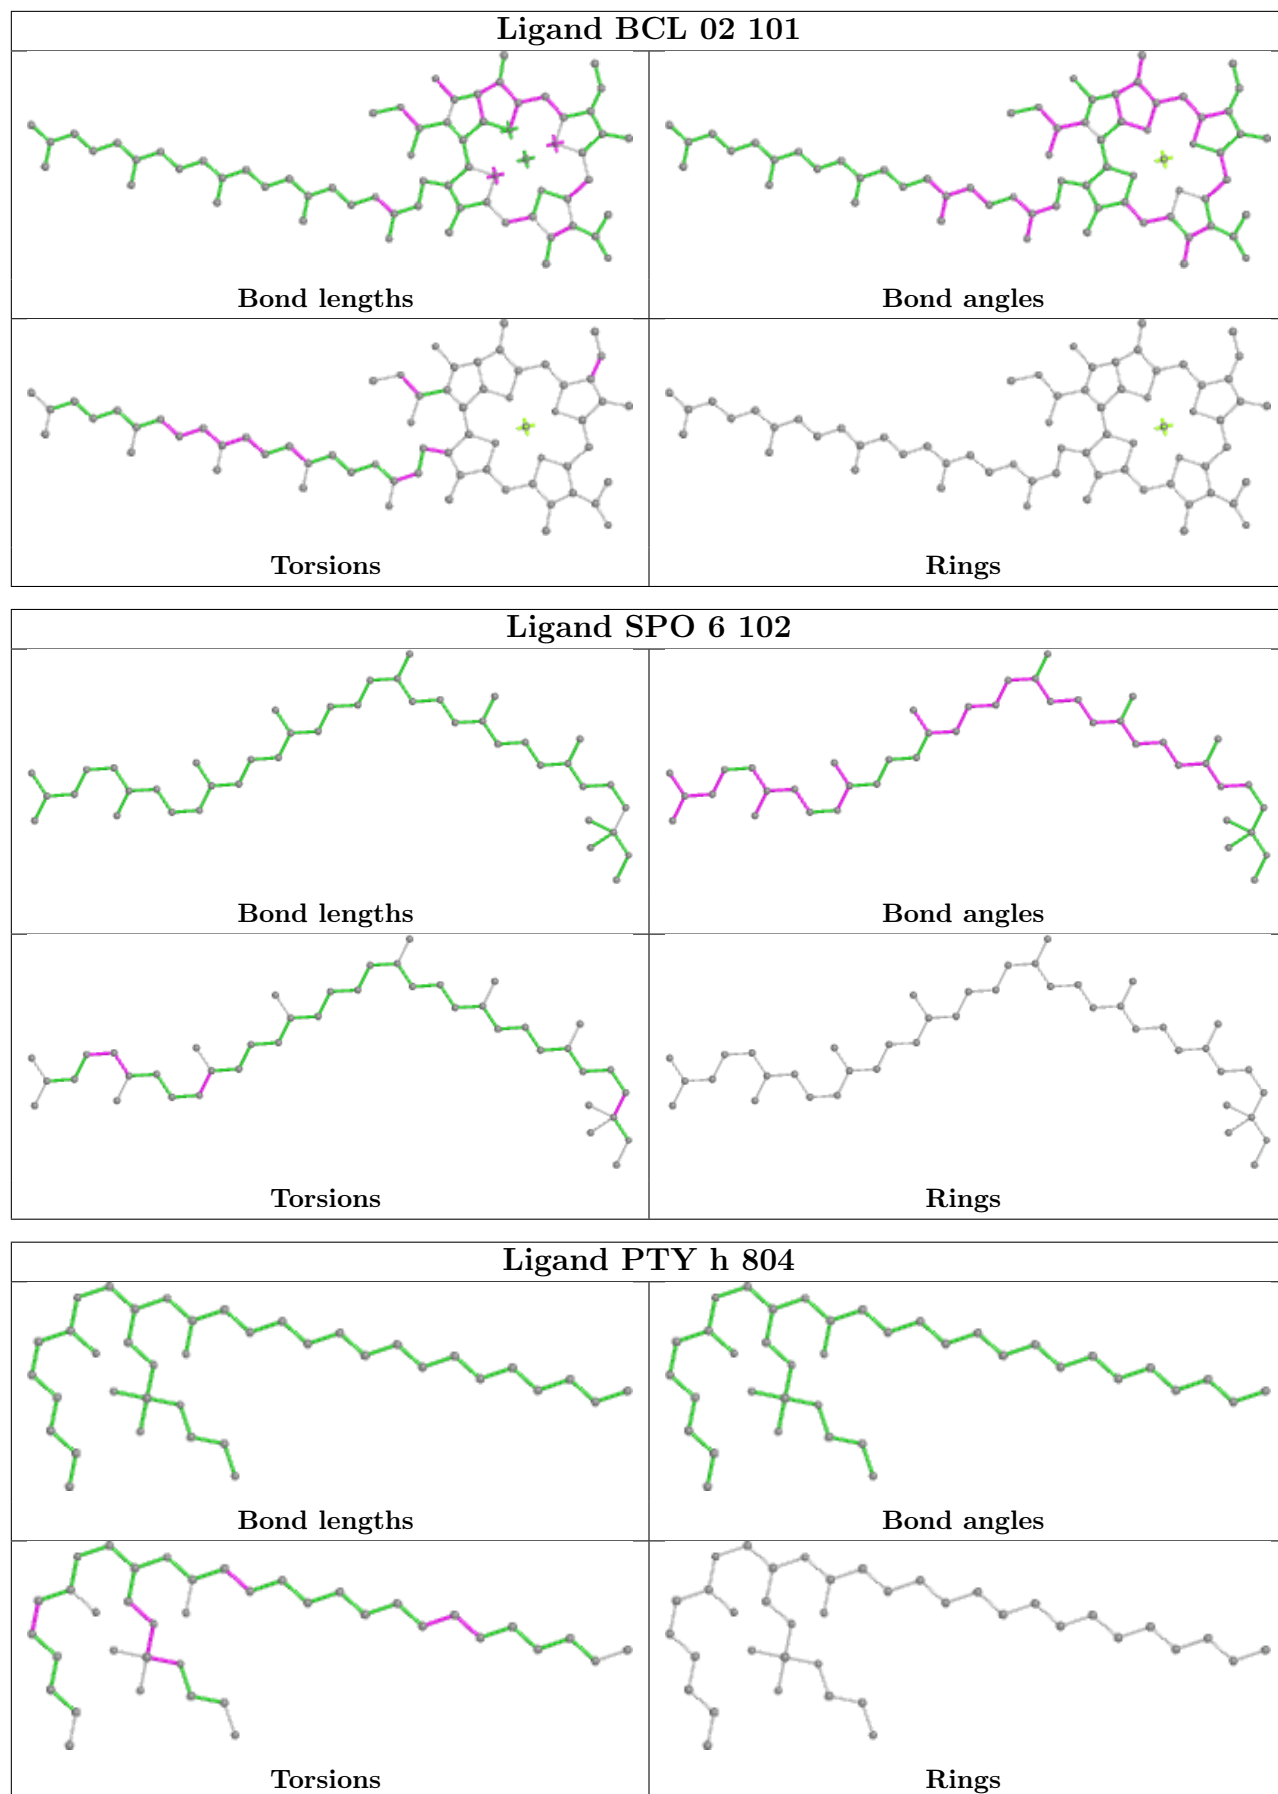 Ligand BCL 02 101
Bond lengths
Bond angles
Torsions
Rings
Ligand SPO 6 102
Bond lengths
Bond angles
Torsions
Rings
Ligand PTY h 804
Bond lengths
Bond angles
Torsions
Rings